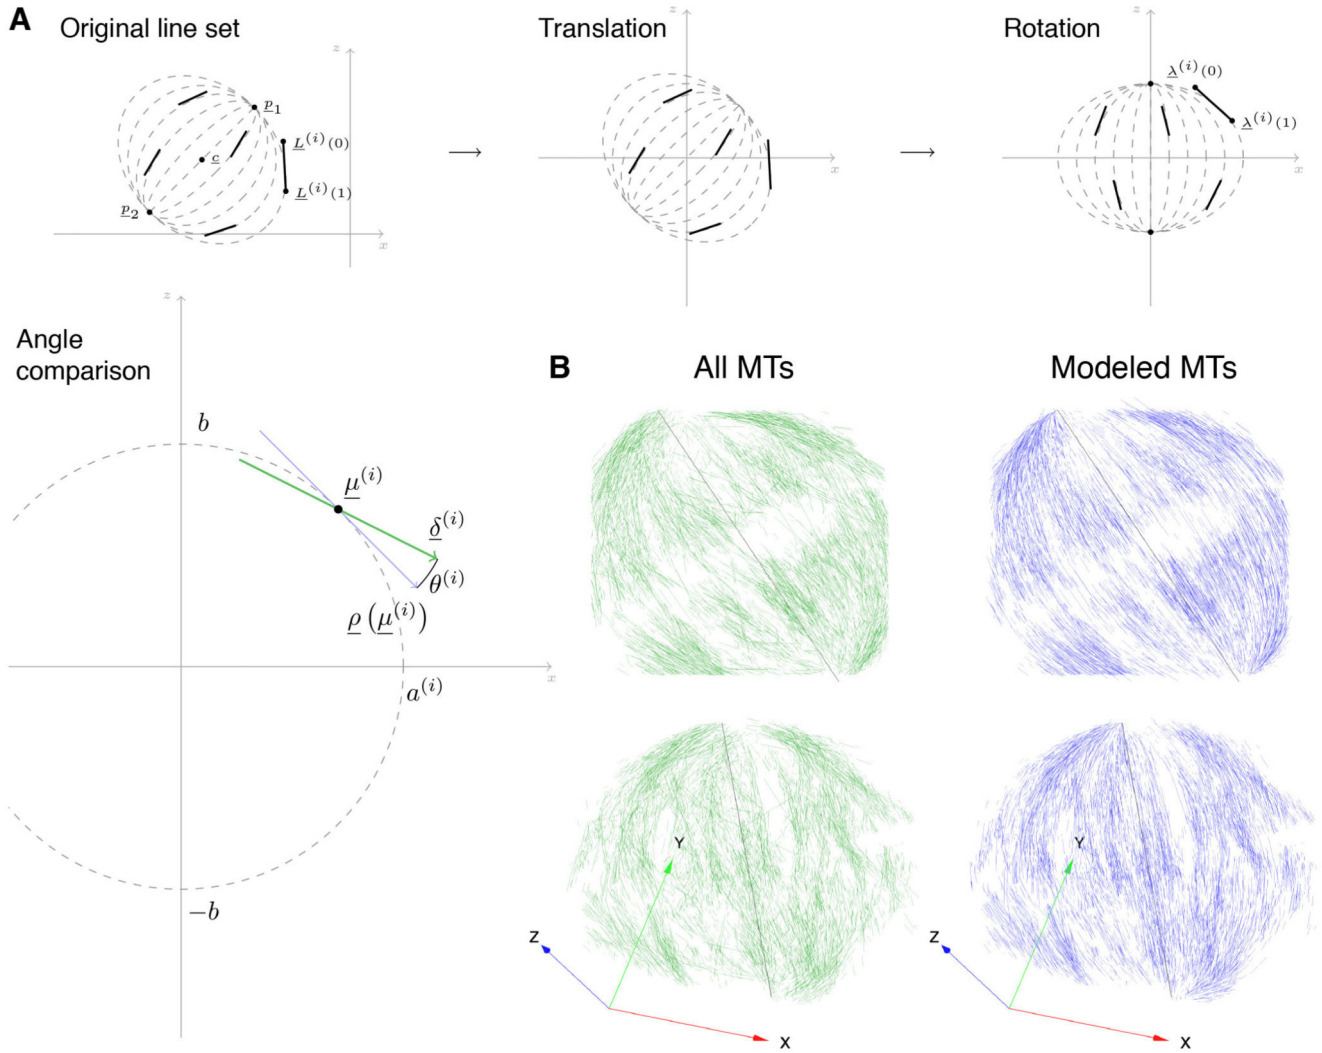 A Original line set
Translation
Rotation
z
p₁
c
p₂
L⁽ⁱ⁾(0)
L⁽ⁱ⁾(1)
x
⟶
z
x
⟶
z
λ⁽ⁱ⁾(0)
λ⁽ⁱ⁾(1)
x
Angle
comparison
z
b
μ⁽ⁱ⁾
δ⁽ⁱ⁾
θ⁽ⁱ⁾
ρ (μ⁽ⁱ⁾)
a⁽ⁱ⁾
x
−b
B All MTs Modeled MTs
Y
Z
X
Y
Z
X